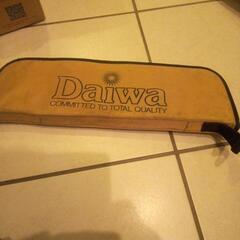 Daiwa
COMMITTED TO TOTAL QUALITY